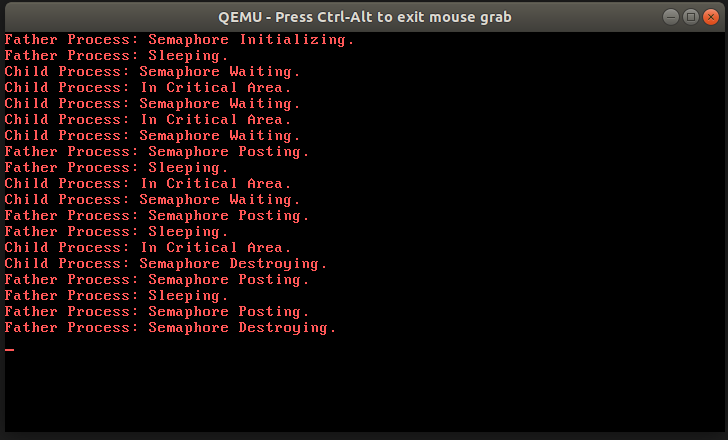 QEMU - Press Ctrl-Alt to exit mouse grab
Father Process: Semaphore Initializing.
Father Process: Sleeping.
Child Process: Semaphore Waiting.
Child Process: In Critical Area.
Child Process: Semaphore Waiting.
Child Process: In Critical Area.
Child Process: Semaphore Waiting.
Father Process: Semaphore Posting.
Father Process: Sleeping.
Child Process: In Critical Area.
Child Process: Semaphore Waiting.
Father Process: Semaphore Posting.
Father Process: Sleeping.
Child Process: In Critical Area.
Child Process: Semaphore Destroying.
Father Process: Semaphore Posting.
Father Process: Sleeping.
Father Process: Semaphore Posting.
Father Process: Semaphore Destroying.